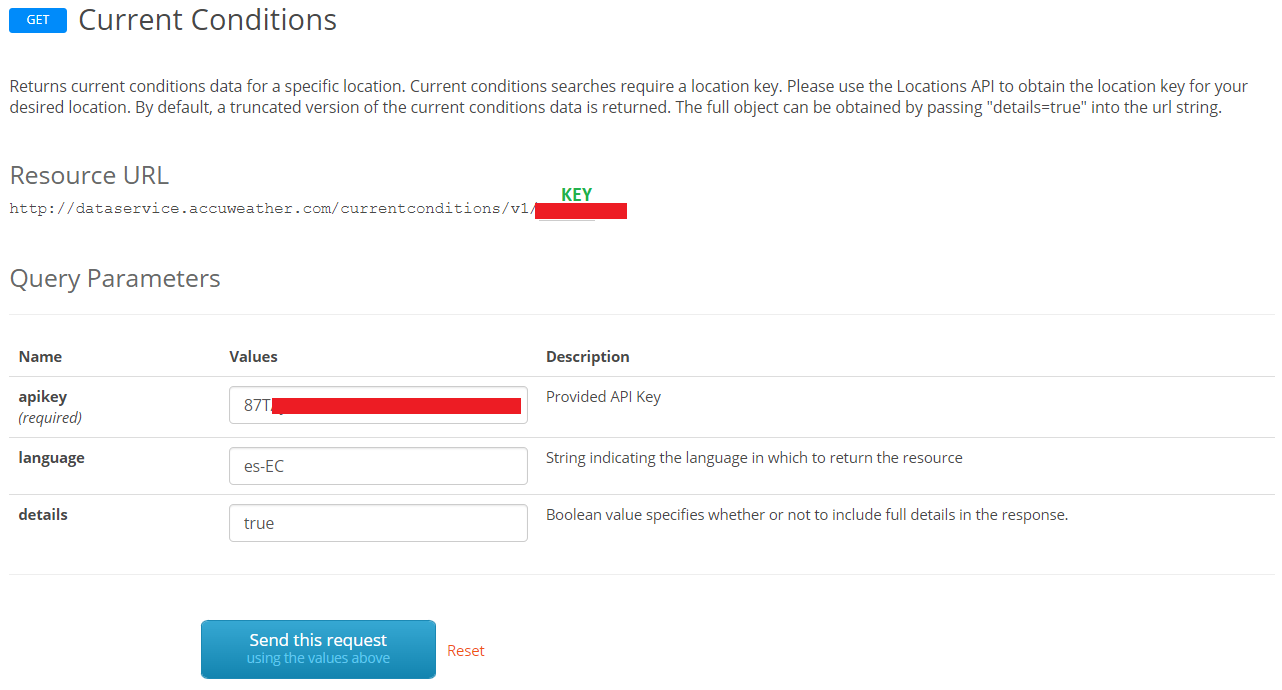 GET Current Conditions
Returns current conditions data for a specific location. Current conditions searches require a location key. Please use the Locations API to obtain the location key for your
desired location. By default, a truncated version of the current conditions data is returned. The full object can be obtained by passing "details=true" into the url string.
Resource URL
KEY
http://dataservice.accuweather.com/currentconditions/v1/
Query Parameters
Name Values Description
apikey 87T Provided API Key
(required)
language es-EC String indicating the language in which to return the resource
details true Boolean value specifies whether or not to include full details in the response.
Send this request Reset
using the values above